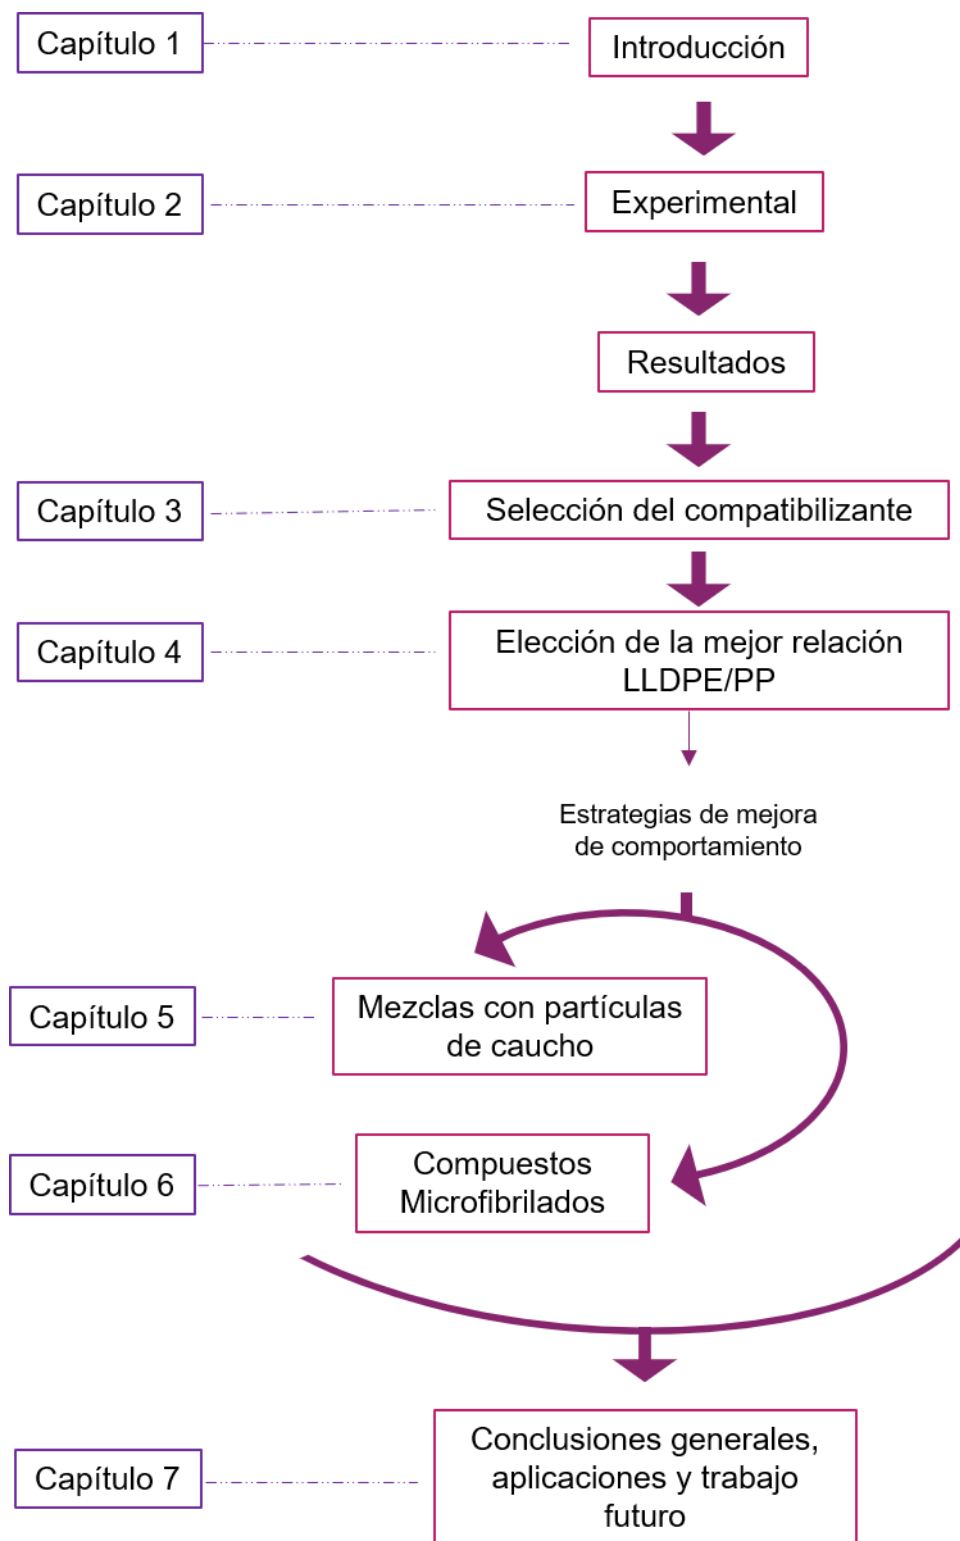 Capítulo 1
Introducción
Capítulo 2
Experimental
Resultados
Capítulo 3
Selección del compatibilizante
Capítulo 4
Elección de la mejor relación
LLDPE/PP
Estrategias de mejora
de comportamiento
Capítulo 5
Mezclas con partículas
de caucho
Capítulo 6
Compuestos
Microfibrilados
Capítulo 7
Conclusiones generales,
aplicaciones y trabajo
futuro